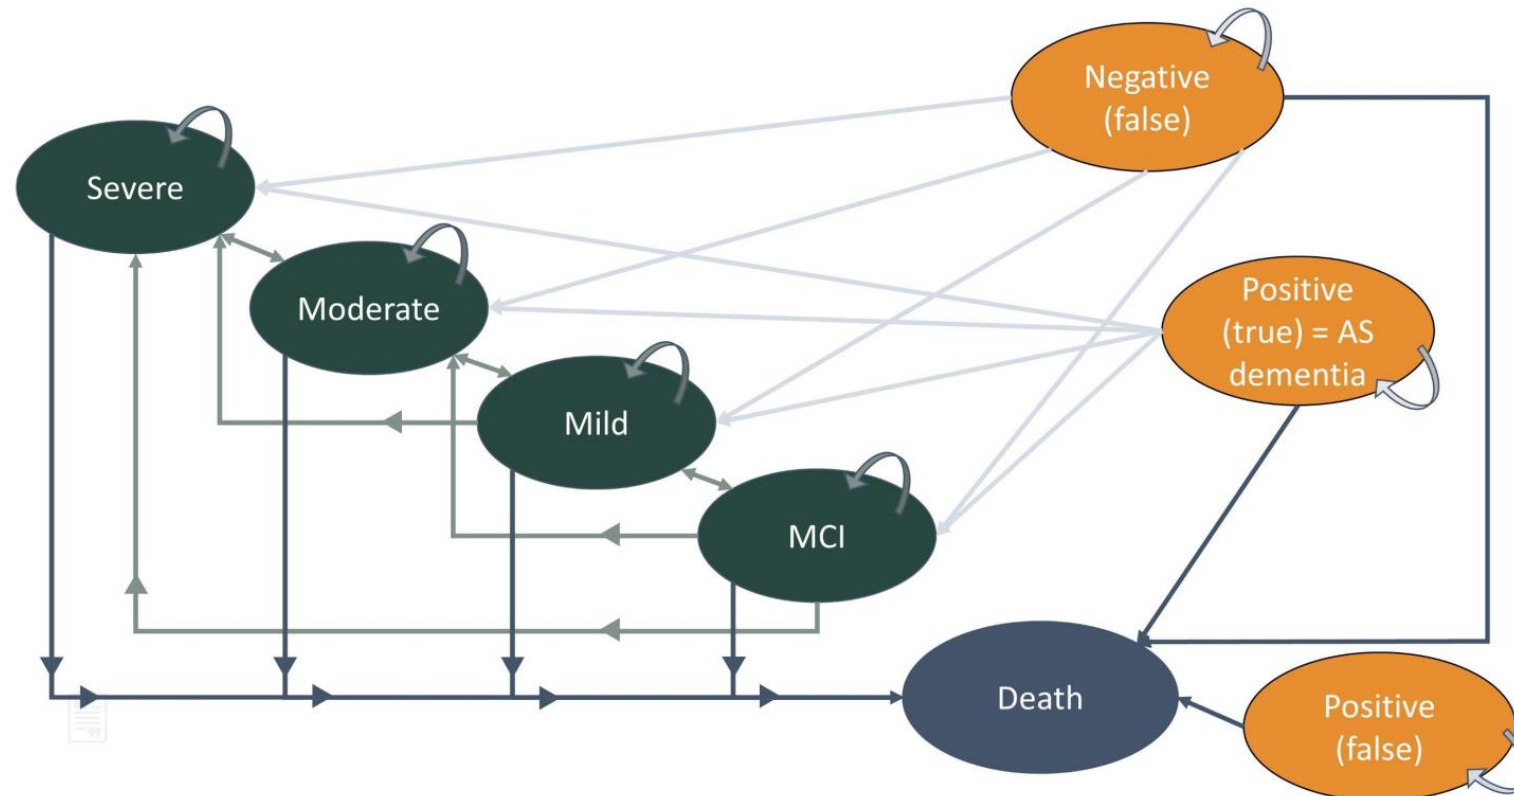 Negative
(false)
Severe
Positive
(true) = AS
dementia
Moderate
Mild
MCI
Death
Positive
(false)